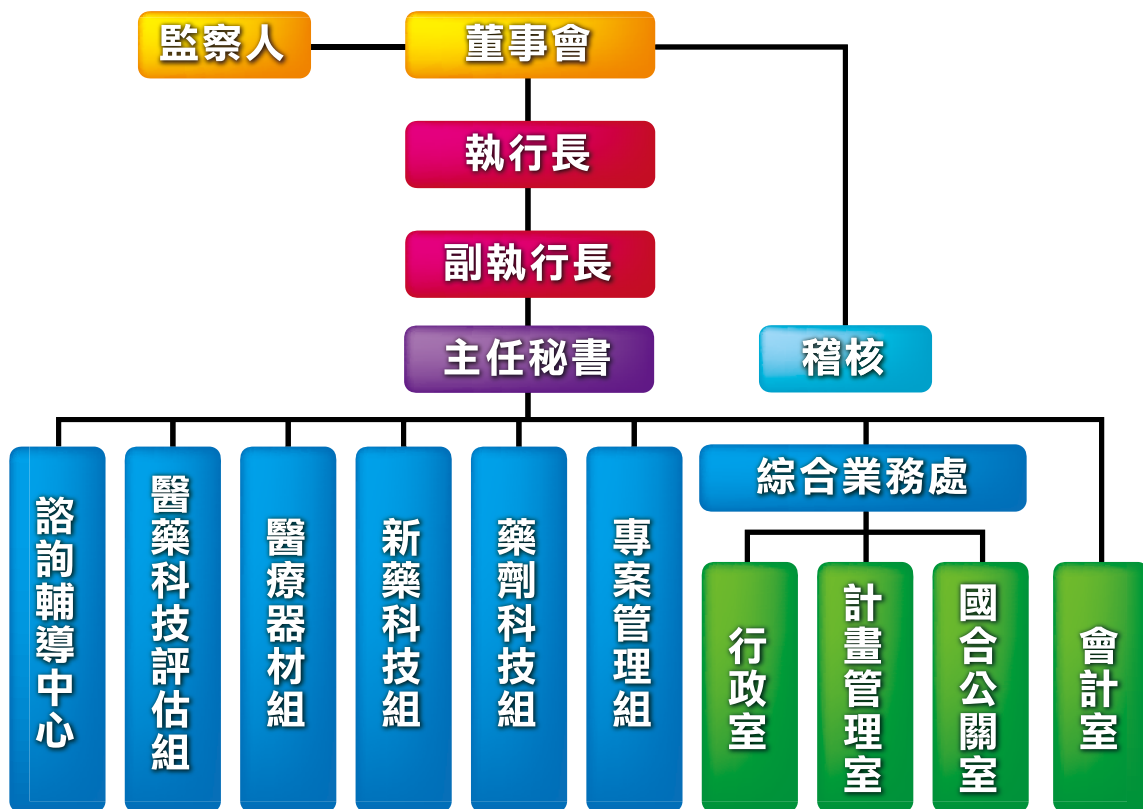 監察人
董事會
執行長
副執行長
主任秘書
稽核
諮詢輔導中心
醫藥科技評估組
醫療器材組
新藥科技組
藥劑科技組
專案管理組
綜合業務處
行政室
計畫管理室
國合公關室
會計室